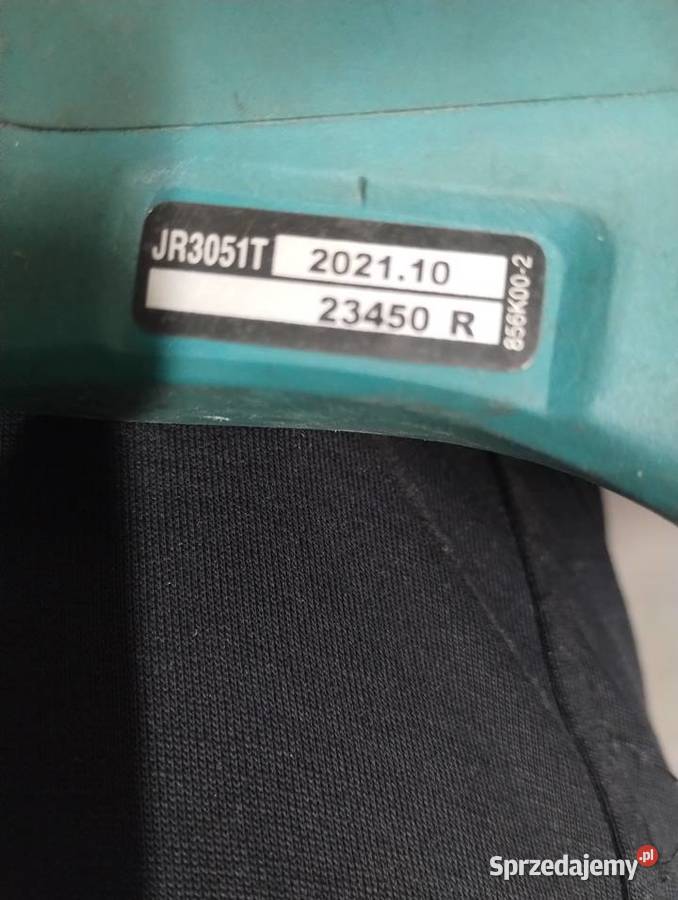 JR3051T 2021.10
23450 R
856K00-2
Sprzedajemy.pl